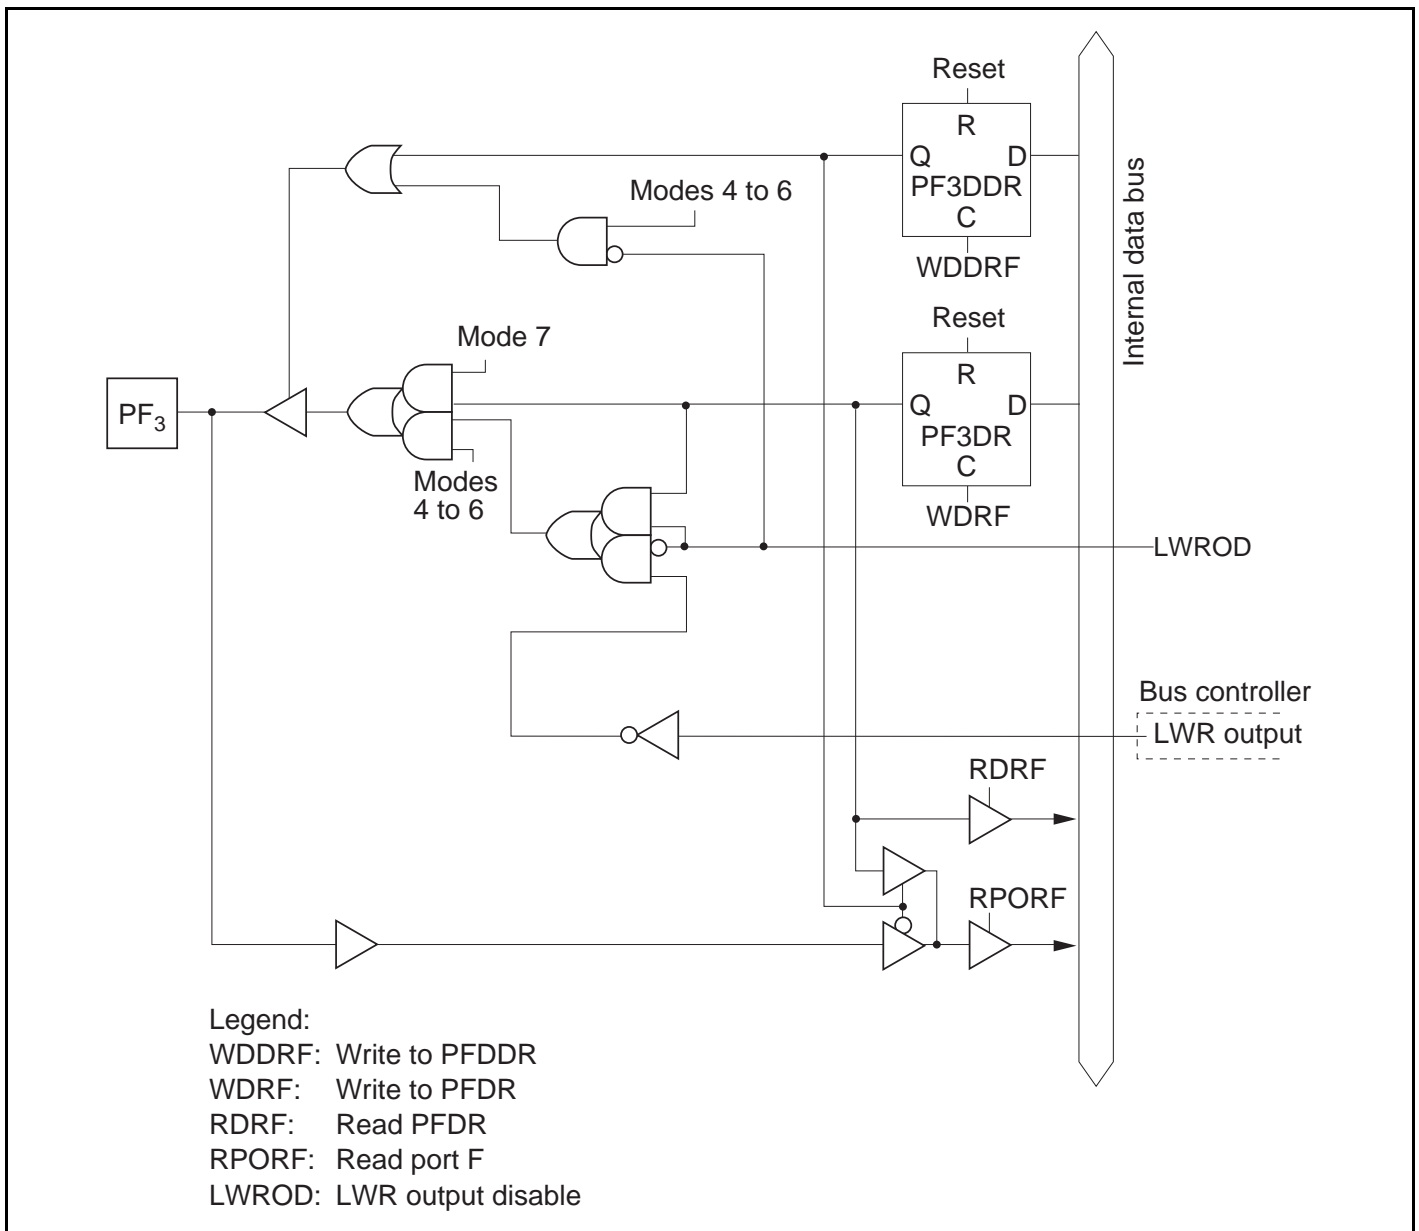 Reset
R
Q D
PF3DDR
C
WDDRF
Modes 4 to 6
Internal data bus
Reset
R
Q D
PF3DR
C
WDRF
Mode 7
PF3
Modes
4 to 6
LWROD
Bus controller
LWR output
RDRF
RPORF
Legend:
WDDRF: Write to PFDDR
WDRF: Write to PFDR
RDRF: Read PFDR
RPORF: Read port F
LWROD: LWR output disable